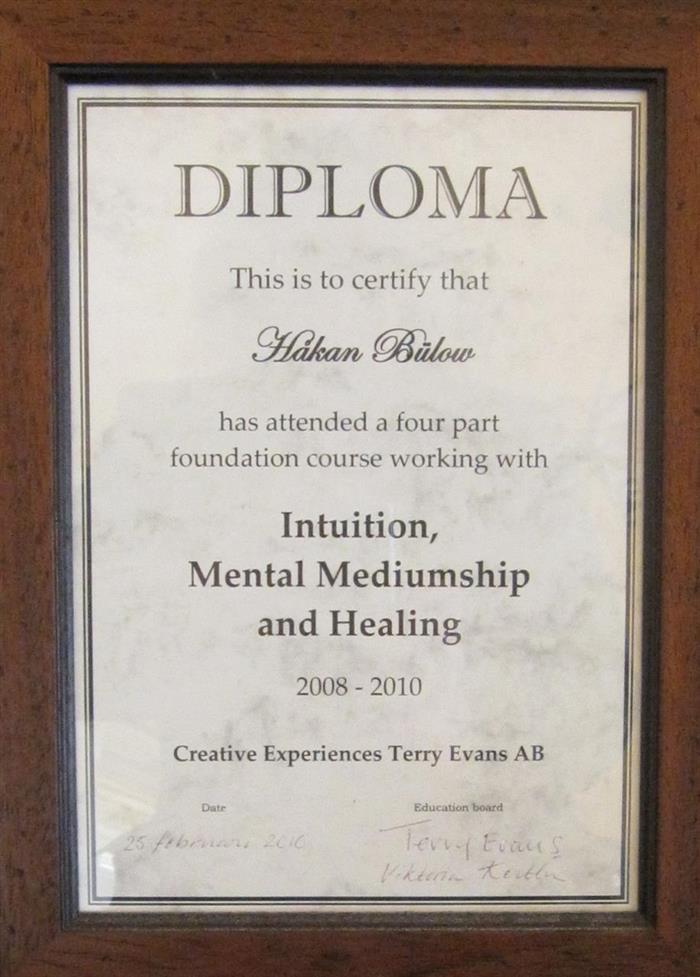 DIPLOMA
This is to certify that
Håkan Bülow
has attended a four part
foundation course working with
Intuition,
Mental Mediumship
and Healing
2008 - 2010
Creative Experiences Terry Evans AB
Date
Education board
25 februari 2010
Terry Evans
Viktoria